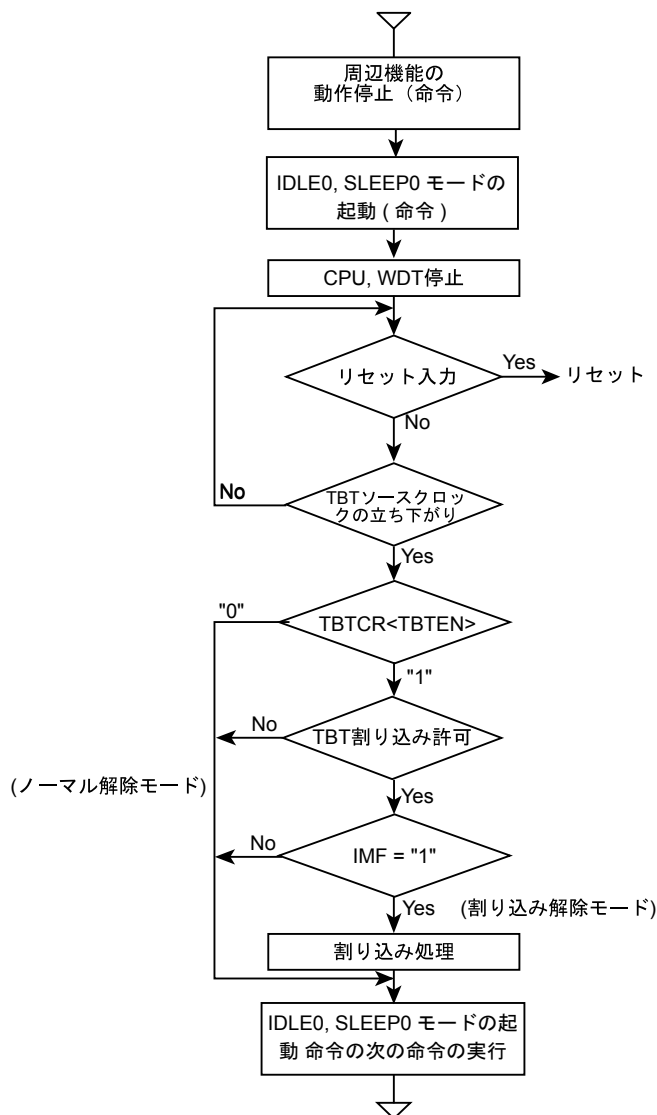 周辺機能の
動作停止（命令）
IDLE0, SLEEP0 モードの
起動 ( 命令 )
CPU, WDT停止
リセット入力
Yes
リセット
No
TBTソースクロッ
クの立ち下がり
No
Yes
TBTCR<TBTEN>
"0"
"1"
TBT割り込み許可
No
(ノーマル解除モード)
Yes
IMF = "1"
No
Yes
(割り込み解除モード)
割り込み処理
IDLE0, SLEEP0 モードの起
動 命令の次の命令の実行